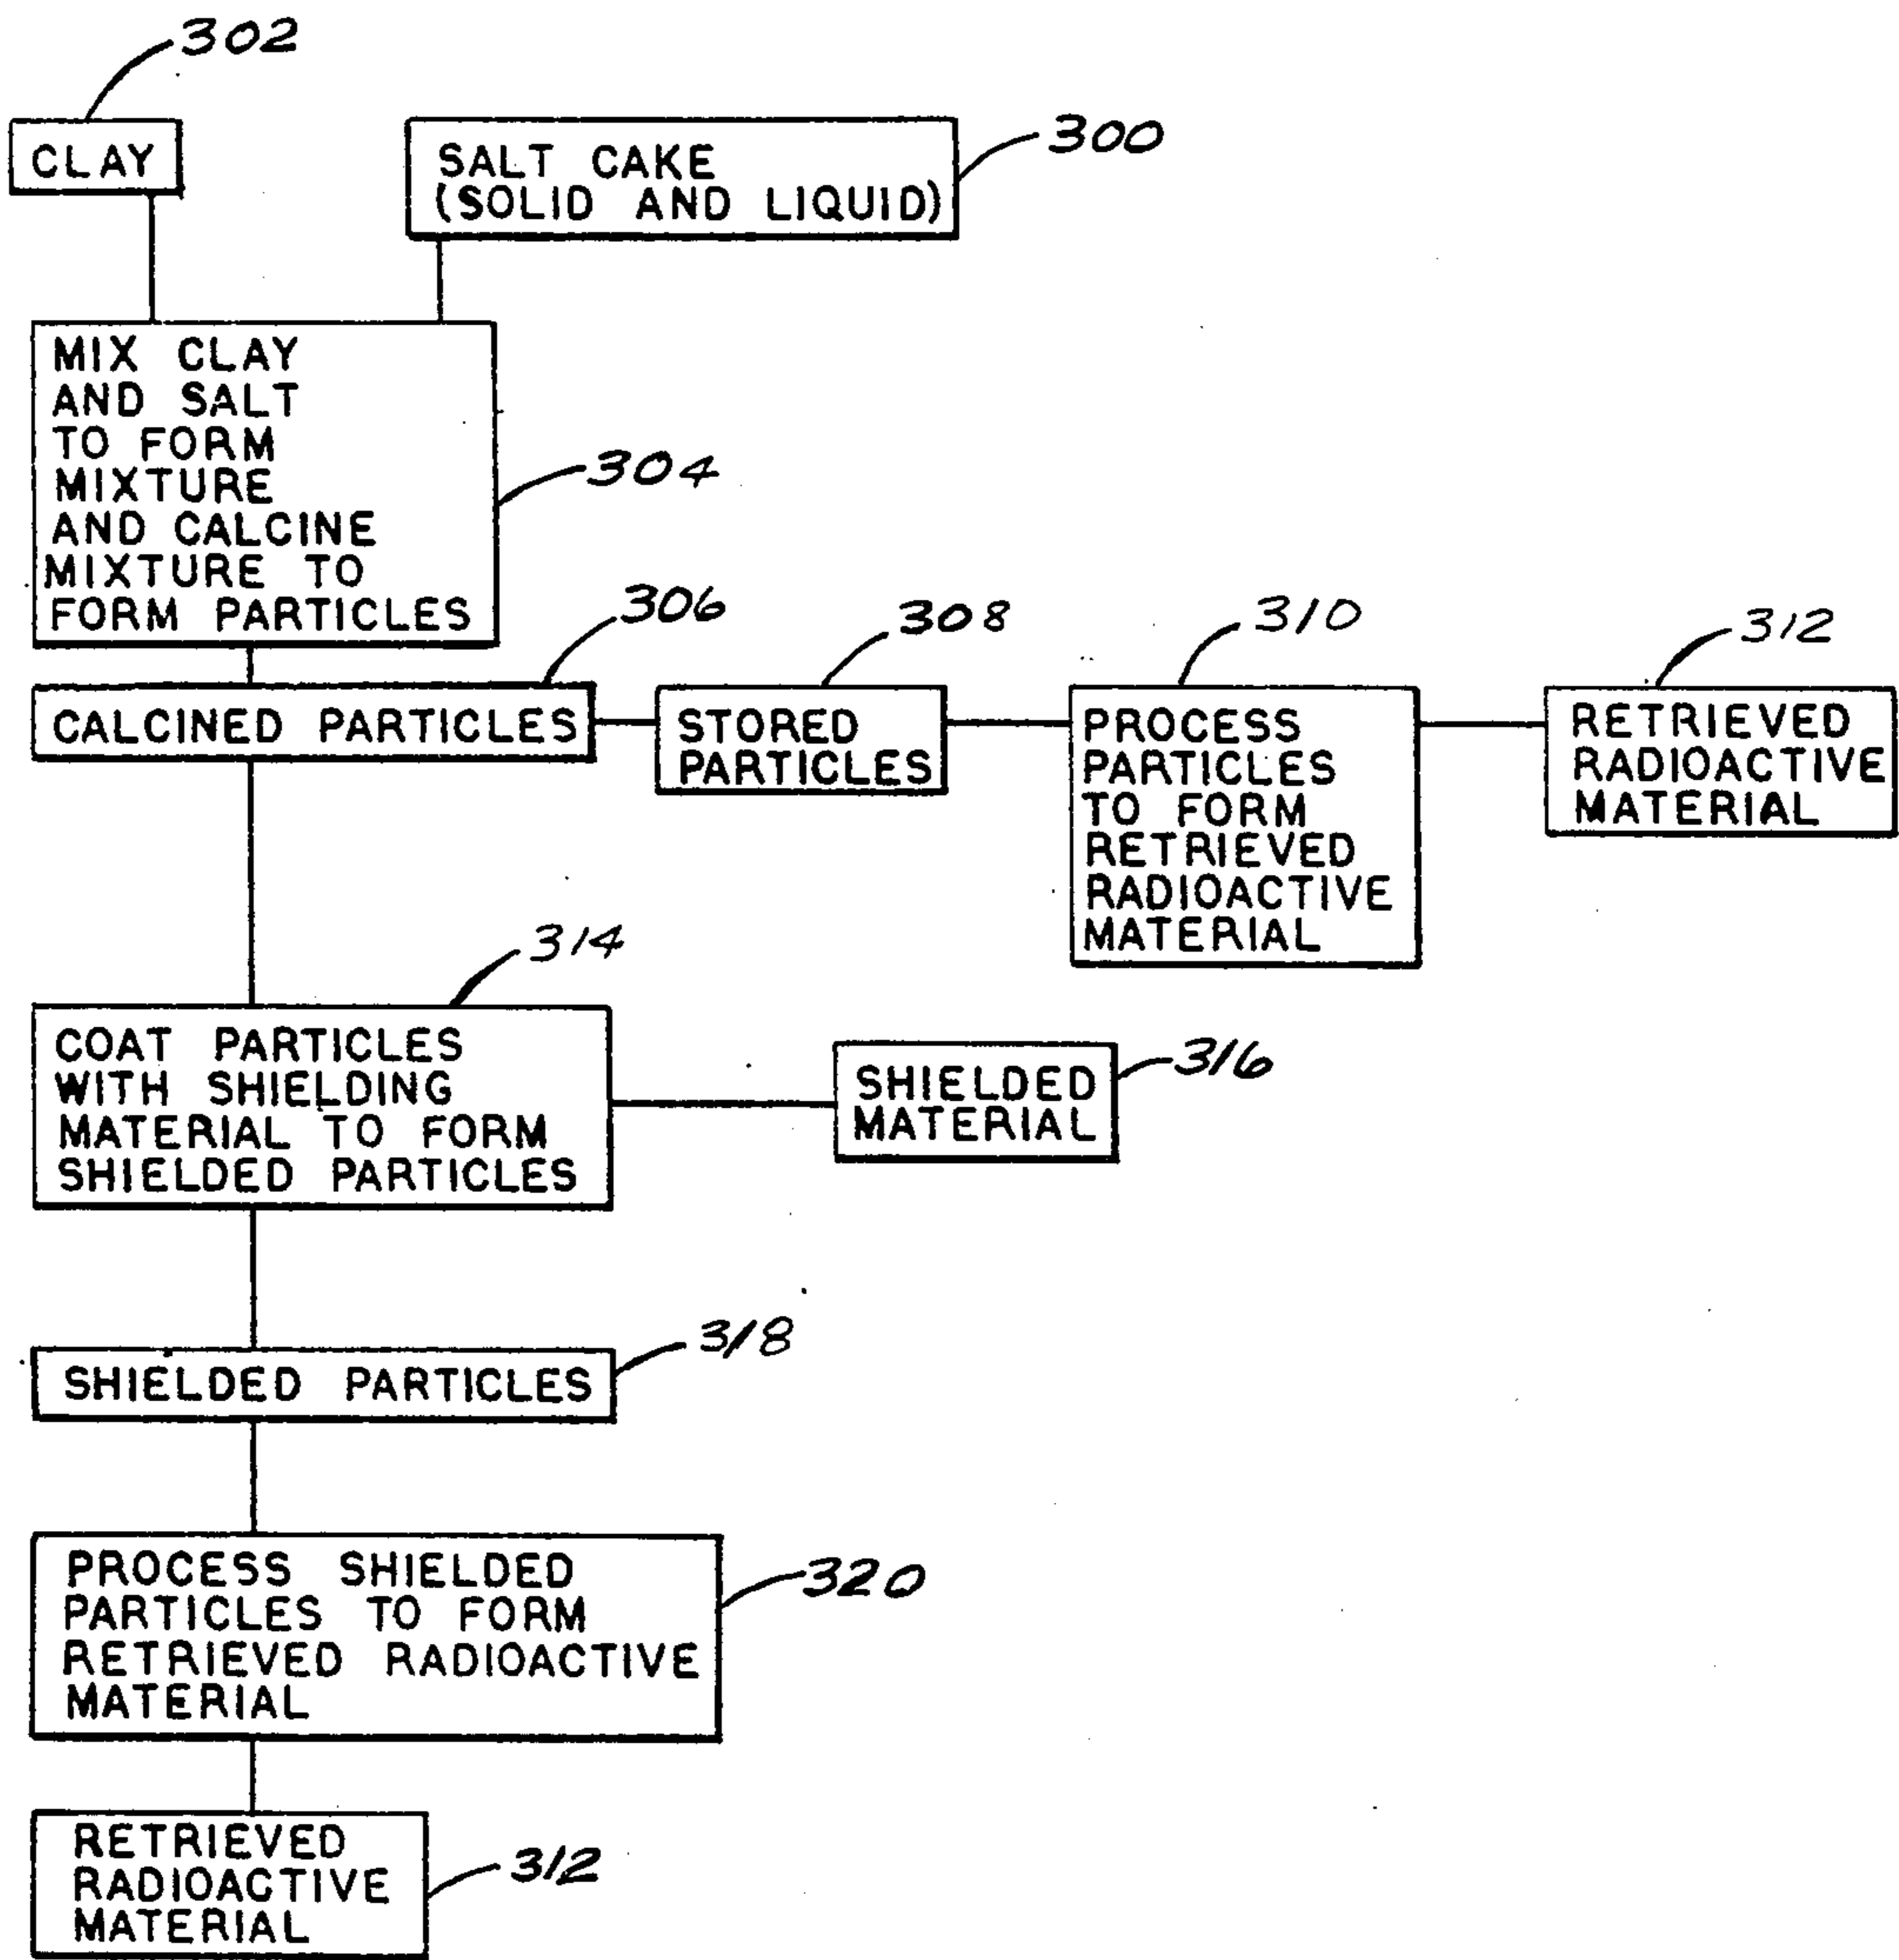 302
CLAY
SALT CAKE
(SOLID AND LIQUID)
300
MIX CLAY
AND SALT
TO FORM
MIXTURE
AND CALCINE
MIXTURE TO
FORM PARTICLES
304
CALCINED PARTICLES
306
STORED
PARTICLES
308
PROCESS
PARTICLES
TO FORM
RETRIEVED
RADIOACTIVE
MATERIAL
310
RETRIEVED
RADIOACTIVE
MATERIAL
312
COAT PARTICLES
WITH SHIELDING
MATERIAL TO FORM
SHIELDED PARTICLES
314
SHIELDED
MATERIAL
316
SHIELDED PARTICLES
318
PROCESS SHIELDED
PARTICLES TO FORM
RETRIEVED RADIOACTIVE
MATERIAL
320
RETRIEVED
RADIOACTIVE
MATERIAL
312